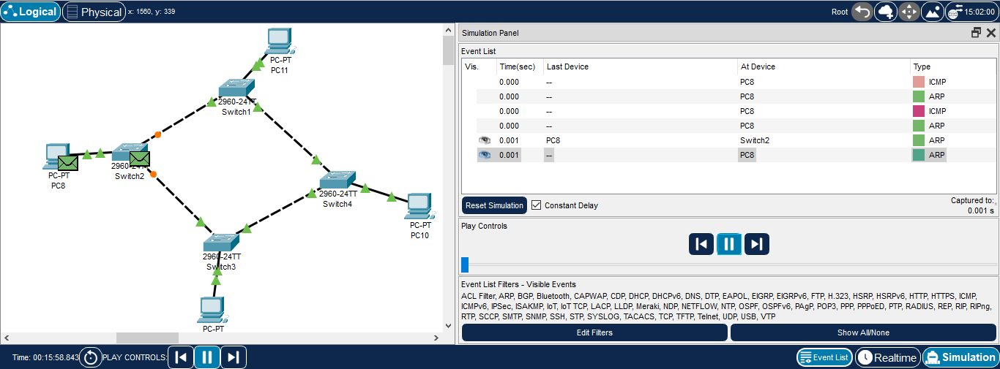 Logical Physical x: 1560, y: 339 Root 15:02:00
PC-PT
PC11
2960-24TT
Switch1
PC-PT
PC8
2960-24TT
Switch2
2960-24TT
Switch4
PC-PT
PC10
2960-24TT
Switch3
PC-PT
Simulation Panel
Event List
Vis. Time(sec) Last Device At Device Type
0.000 -- PC8 ICMP
0.000 -- PC8 ARP
0.000 -- PC8 ICMP
0.000 -- PC8 ARP
0.001 PC8 Switch2 ARP
0.001 -- PC8 ARP
Reset Simulation Constant Delay Captured to:
0.001 s
Play Controls
Event List Filters - Visible Events
ACL Filter, ARP, BGP, Bluetooth, CAPWAP, CDP, DHCP, DHCPv6, DNS, DTP, EAPOL, EIGRP, EIGRPv6, FTP, H.323, HSRP, HSRPv6, HTTP, HTTPS, ICMP,
ICMPv6, IPSec, ISAKMP, IoT, IoT TCP, LACP, LLDP, Meraki, NDP, NETFLOW, NTP, OSPF, OSPFv6, PAgP, POP3, PPP, PPPoED, PTP, RADIUS, REP, RIP, RIPng,
RTP, SCCP, SMTP, SNMP, SSH, STP, SYSLOG, TACACS, TCP, TFTP, Telnet, UDP, USB, VTP
Edit Filters Show All/None
Time: 00:15:58.843 PLAY CONTROLS: Event List Realtime Simulation